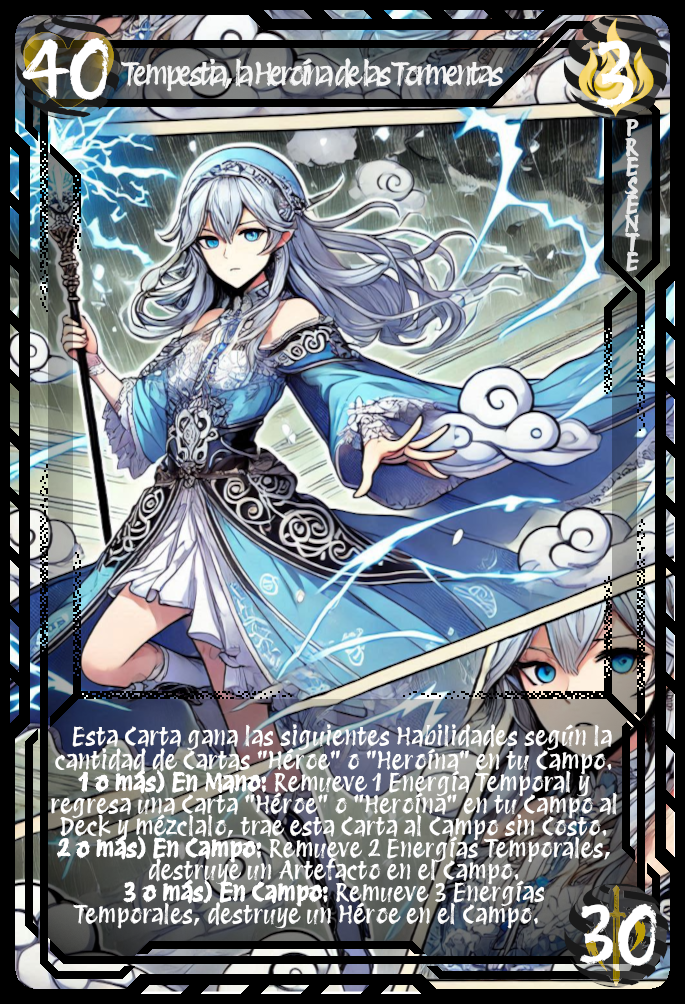 40
Tempestia, la Heroína de las Tormentas
3
PRESENTE
Esta Carta gana las siguientes Habilidades según la
cantidad de Cartas "Héroe" o "Heroína" en tu Campo.
1 o más) En Mano: Remueve 1 Energía Temporal y
regresa una Carta "Héroe" o "Heroína" en tu Campo al
Deck y mézclalo, trae esta Carta al Campo sin Costo.
2 o más) En Campo: Remueve 2 Energías Temporales,
destruye un Artefacto en el Campo.
3 o más) En Campo: Remueve 3 Energías
Temporales, destruye un Héroe en el Campo.
30